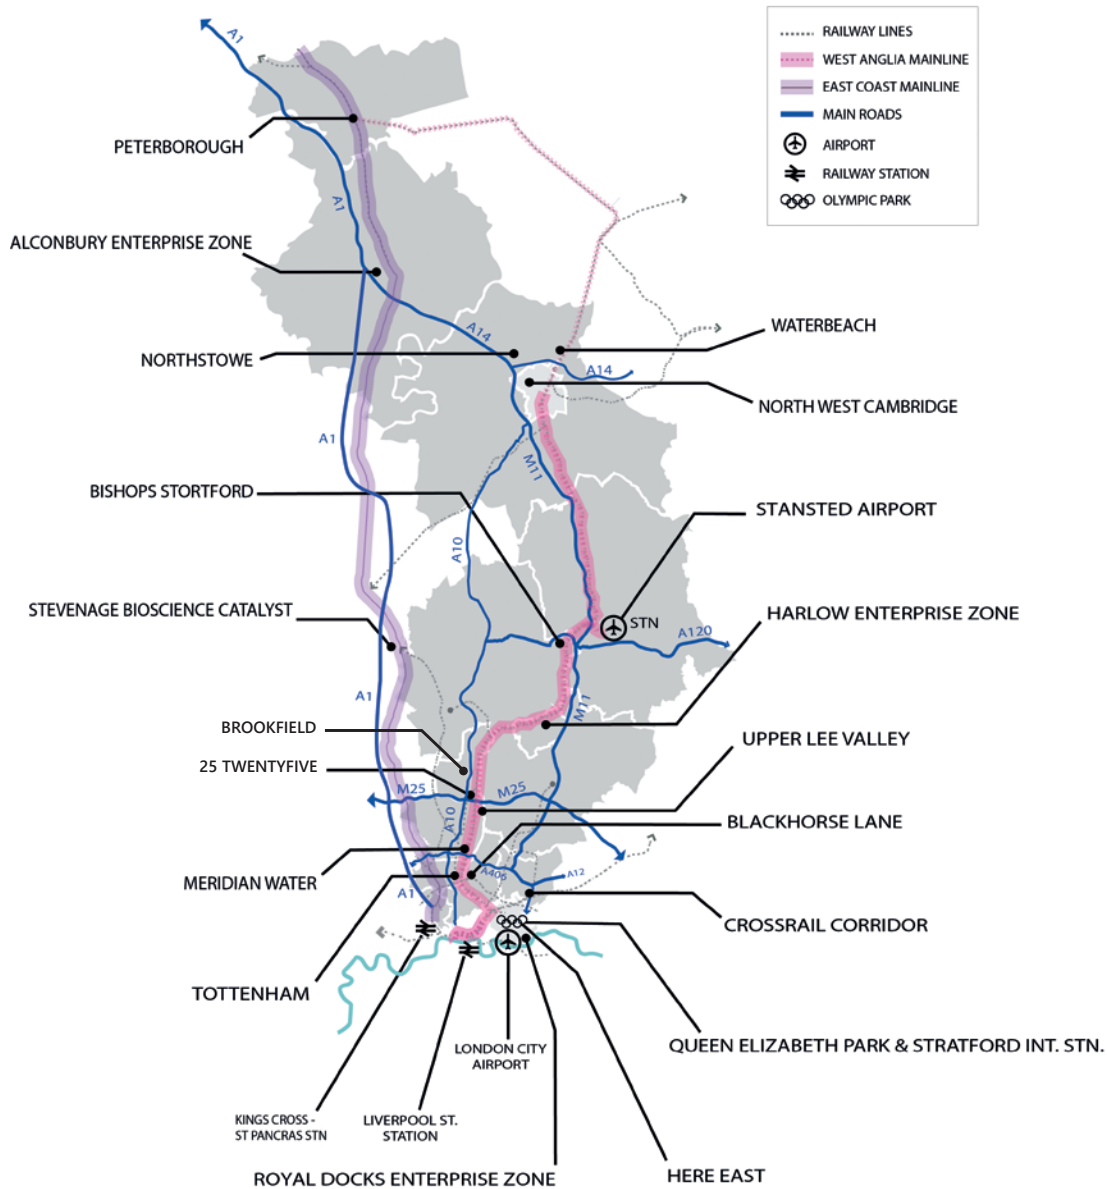 RAILWAY LINES
WEST ANGLIA MAINLINE
EAST COAST MAINLINE
MAIN ROADS
AIRPORT
RAILWAY STATION
OLYMPIC PARK
A1
PETERBOROUGH
A1
ALCONBURY ENTERPRISE ZONE
A14
WATERBEACH
NORTHSTOWE
A14
NORTH WEST CAMBRIDGE
A1
M11
BISHOPS STORTFORD
STANSTED AIRPORT
A10
STEVENAGE BIOSCIENCE CATALYST
HARLOW ENTERPRISE ZONE
STN
A120
A1
M11
BROOKFIELD
UPPER LEE VALLEY
25 TWENTYFIVE
M25
M25
A10
BLACKHORSE LANE
MERIDIAN WATER
A406
A12
A1
CROSSRAIL CORRIDOR
TOTTENHAM
QUEEN ELIZABETH PARK & STRATFORD INT. STN.
LONDON CITY
AIRPORT
KINGS CROSS -
ST PANCRAS STN
LIVERPOOL ST.
STATION
ROYAL DOCKS ENTERPRISE ZONE
HERE EAST